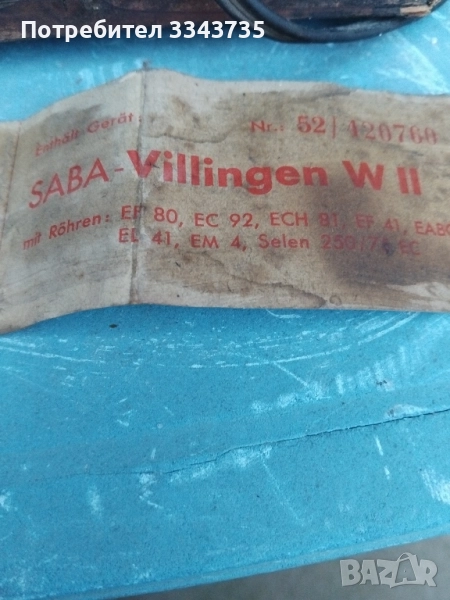 Потребител 3343735
Enthält Gerät: Nr.: 52/120760
SABA-Villingen W II
mit Röhren: EF 80, EC 92, ECH 81, EF 41, EABC
EL 41, EM 4, Selen 250/75 EC
BAZAR